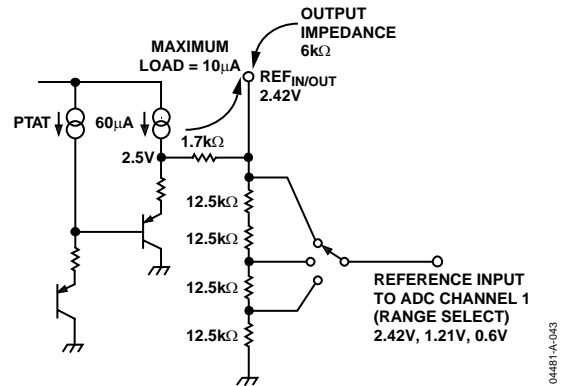 OUTPUT
IMPEDANCE
6kΩ
MAXIMUM
LOAD = 10μA
REFIN/OUT
2.42V
PTAT
60μA
1.7kΩ
2.5V
12.5kΩ
12.5kΩ
12.5kΩ
12.5kΩ
REFERENCE INPUT
TO ADC CHANNEL 1
(RANGE SELECT)
2.42V, 1.21V, 0.6V
04481-A-043